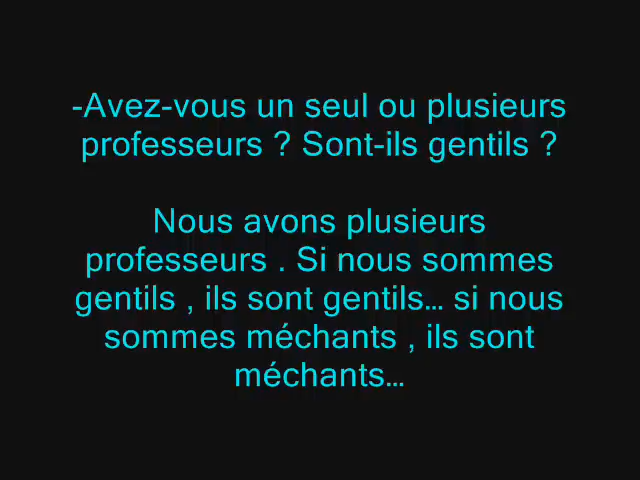 -Avez-vous un seul ou plusieurs
professeurs ? Sont-ils gentils ?
Nous avons plusieurs
professeurs . Si nous sommes
gentils , ils sont gentils… si nous
sommes méchants , ils sont
méchants…